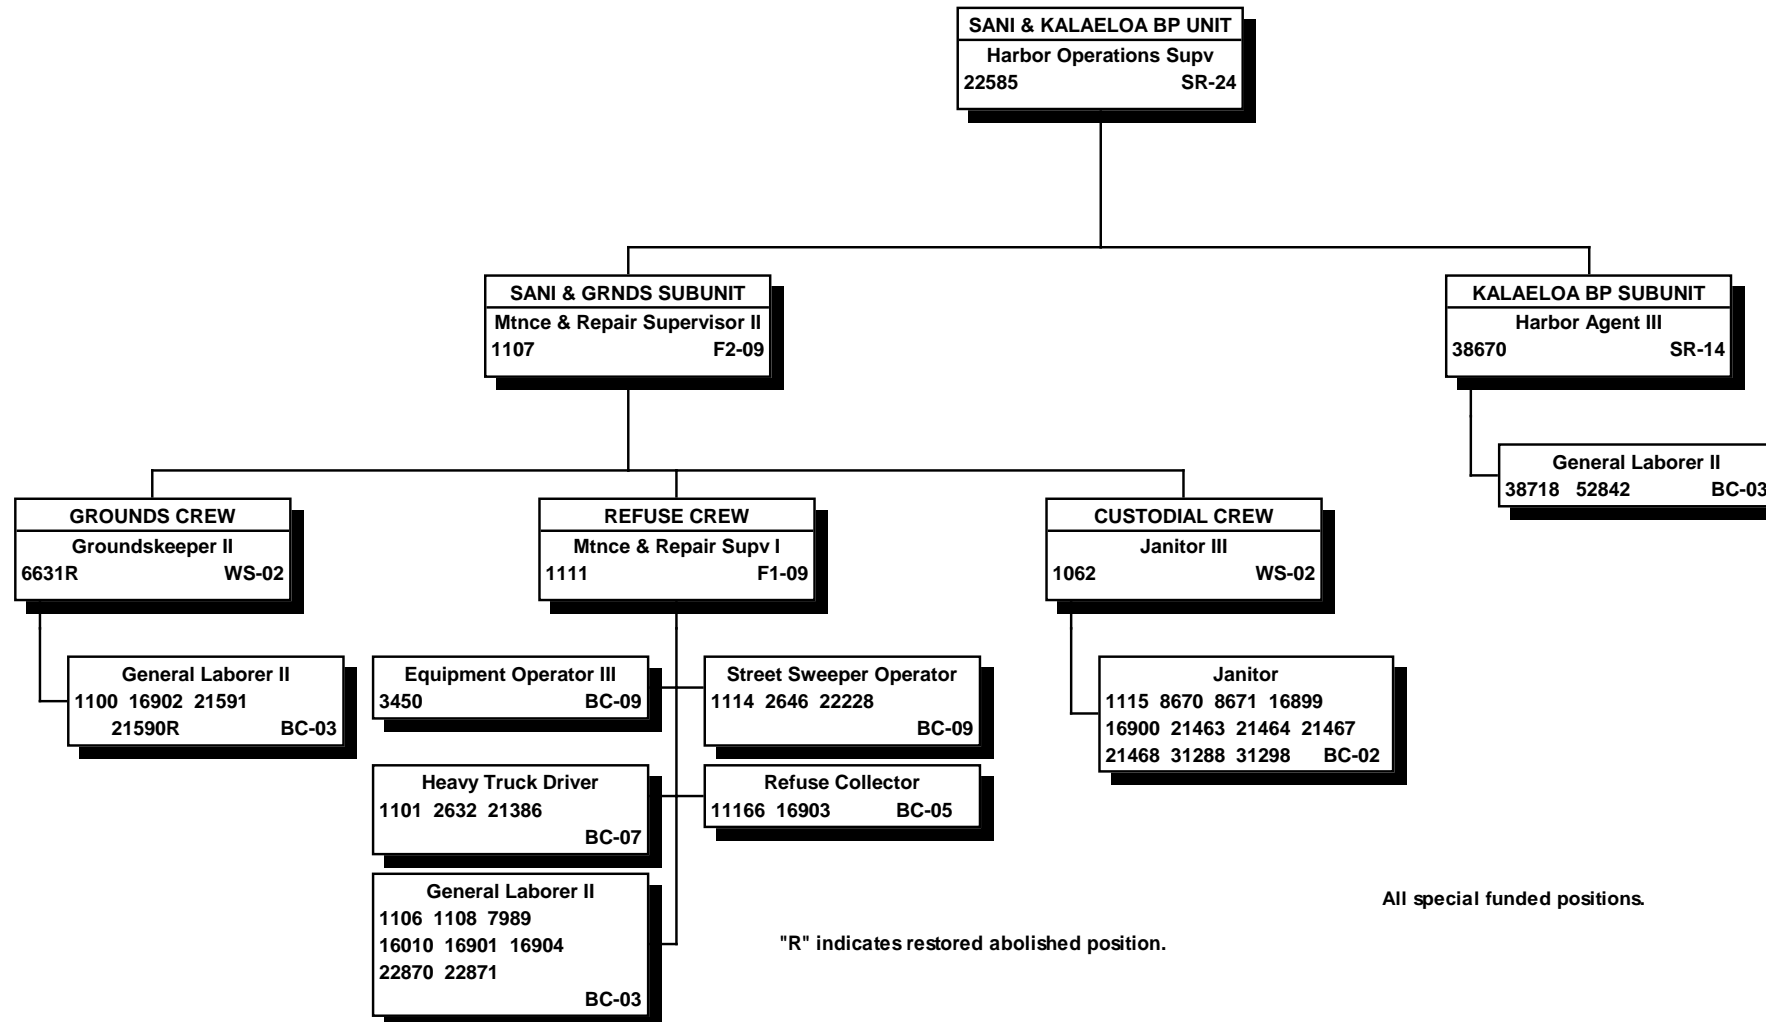 SANI & KALAELOA BP UNIT
Harbor Operations Supv
22585 SR-24
SANI & GRNDS SUBUNIT
Mtnce & Repair Supervisor II
1107 F2-09
KALAELOA BP SUBUNIT
Harbor Agent III
38670 SR-14
General Laborer II
38718 52842 BC-03
GROUNDS CREW
Groundskeeper II
6631R WS-02
General Laborer II
1100 16902 21591
21590R BC-03
REFUSE CREW
Mtnce & Repair Supv I
1111 F1-09
Equipment Operator III
3450 BC-09
Street Sweeper Operator
1114 2646 22228
BC-09
Heavy Truck Driver
1101 2632 21386
BC-07
Refuse Collector
11166 16903 BC-05
General Laborer II
1106 1108 7989
16010 16901 16904
22870 22871
BC-03
CUSTODIAL CREW
Janitor III
1062 WS-02
Janitor
1115 8670 8671 16899
16900 21463 21464 21467
21468 31288 31298 BC-02
All special funded positions.
"R" indicates restored abolished position.